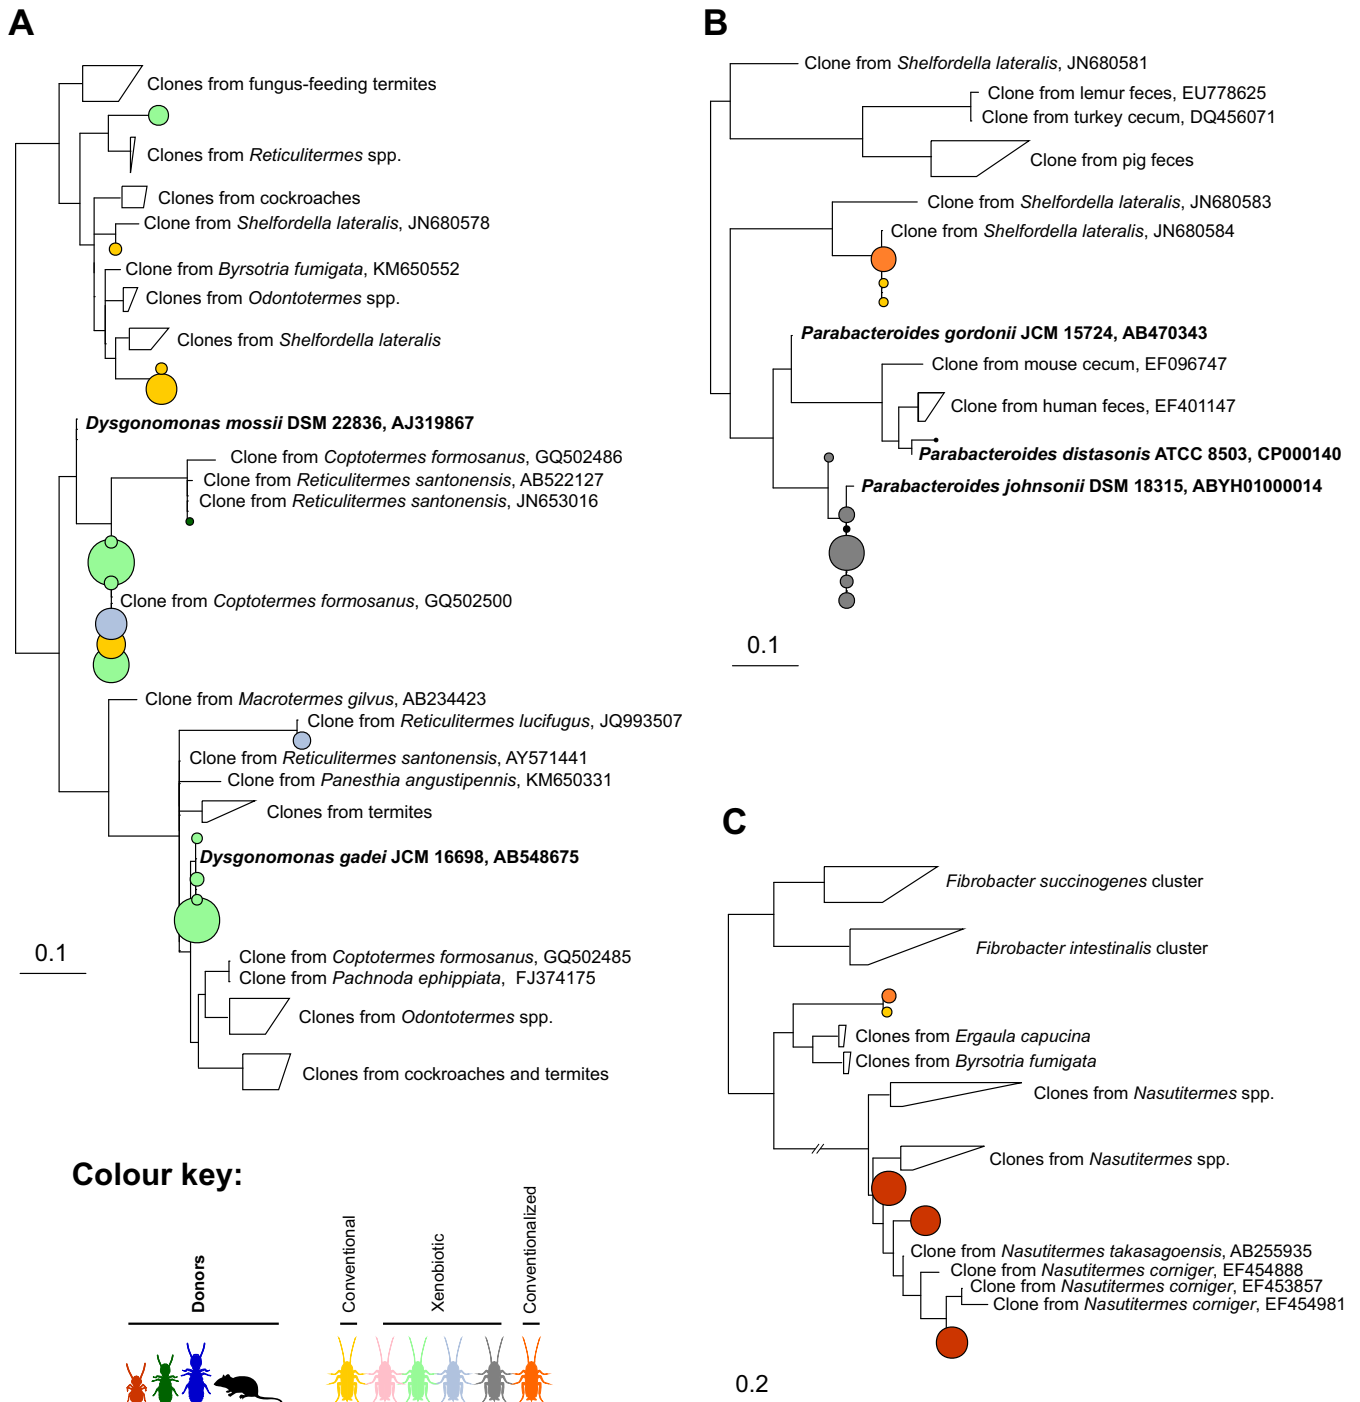 A
Clones from fungus-feeding termites
Clones from Reticulitermes spp.
Clones from cockroaches
Clone from Shelfordella lateralis, JN680578
Clone from Byrsotria fumigata, KM650552
Clones from Odontotermes spp.
Clones from Shelfordella lateralis
Dysgonomonas mossii DSM 22836, AJ319867
Clone from Coptotermes formosanus, GQ502486
Clone from Reticulitermes santonensis, AB522127
Clone from Reticulitermes santonensis, JN653016
Clone from Coptotermes formosanus, GQ502500
Clone from Macrotermes gilvus, AB234423
Clone from Reticulitermes lucifugus, JQ993507
Clone from Reticulitermes santonensis, AY571441
Clone from Panesthia angustipennis, KM650331
Clones from termites
Dysgonomonas gadei JCM 16698, AB548675
0.1
Clone from Coptotermes formosanus, GQ502485
Clone from Pachnoda ephippiata, FJ374175
Clones from Odontotermes spp.
Clones from cockroaches and termites
B
Clone from Shelfordella lateralis, JN680581
Clone from lemur feces, EU778625
Clone from turkey cecum, DQ456071
Clone from pig feces
Clone from Shelfordella lateralis, JN680583
Clone from Shelfordella lateralis, JN680584
Parabacteroides gordonii JCM 15724, AB470343
Clone from mouse cecum, EF096747
Clone from human feces, EF401147
Parabacteroides distasonis ATCC 8503, CP000140
Parabacteroides johnsonii DSM 18315, ABYH01000014
0.1
C
Fibrobacter succinogenes cluster
Fibrobacter intestinalis cluster
Clones from Ergaula capucina
Clones from Byrsotria fumigata
Clones from Nasutitermes spp.
Clones from Nasutitermes spp.
Clone from Nasutitermes takasagoensis, AB255935
Clone from Nasutitermes corniger, EF454888
Clone from Nasutitermes corniger, EF453857
Clone from Nasutitermes corniger, EF454981
0.2
Colour key:
Donors
Conventional
Xenobiotic
Conventionalized